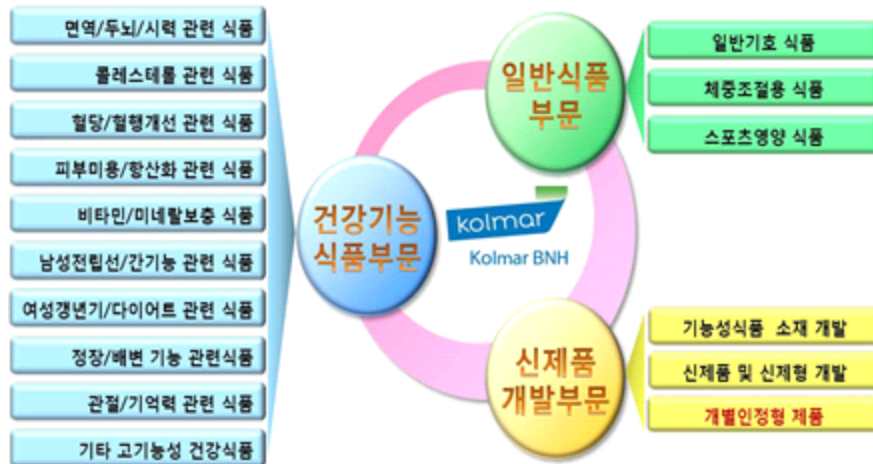 면역/두뇌/시력 관련 식품
콜레스테롤 관련 식품
혈당/혈행개선 관련 식품
피부미용/항산화 관련 식품
비타민/미네랄보충 식품
남성전립선/간기능 관련 식품
여성갱년기/다이어트 관련 식품
정장/배변 기능 관련식품
관절/기억력 관련 식품
기타 고기능성 건강식품
건강기능
식품부문
kolmar
Kolmar BNH
일반식품
부문
일반기호 식품
체중조절용 식품
스포츠영양 식품
신제품
개발부문
기능성식품 소재 개발
신제품 및 신제형 개발
개별인정형 제품